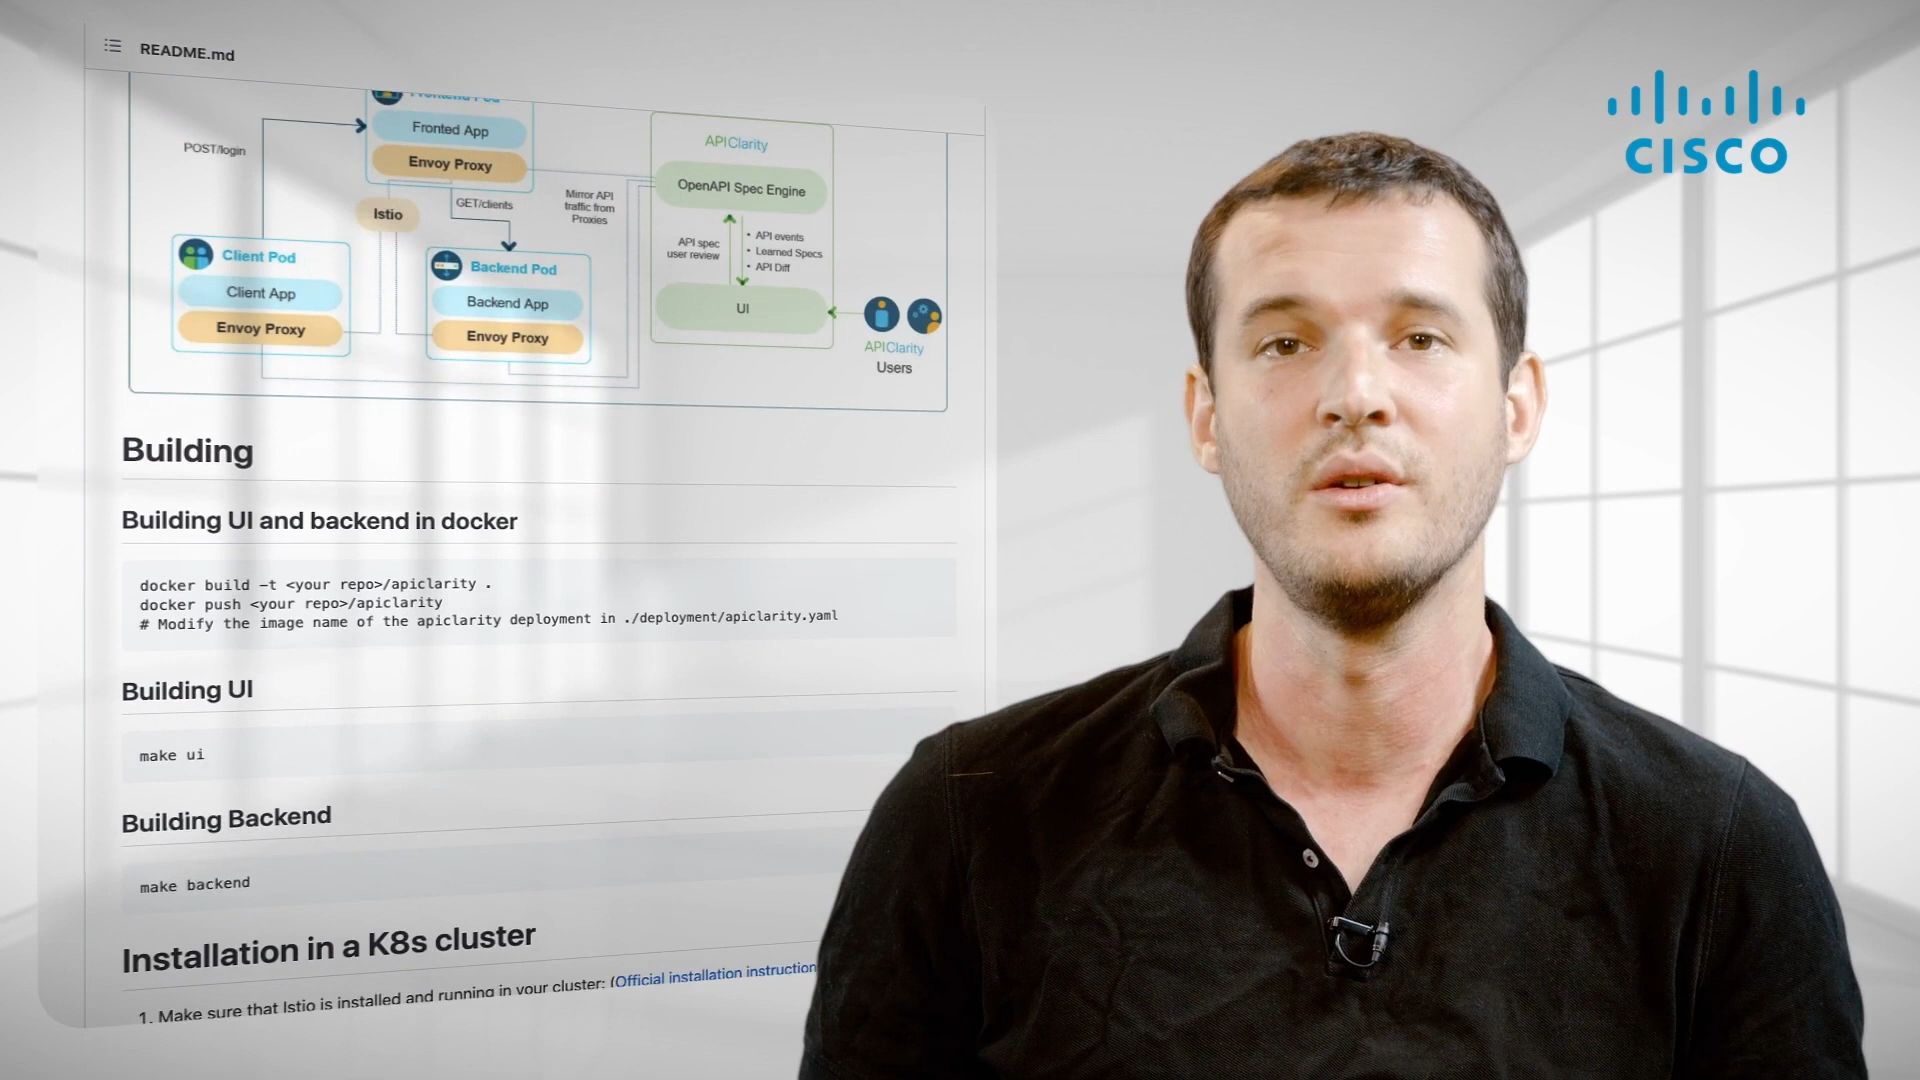 README.md
CISCO
Frontend Pod
Fronted App
Envoy Proxy
POST/login
Istio
GET/clients
Mirror API
traffic from
Proxies
APIClarity
OpenAPI Spec Engine
API spec
user review
• API events
• Learned Specs
• API Diff
UI
Client Pod
Client App
Envoy Proxy
Backend Pod
Backend App
Envoy Proxy
APIClarity
Users
Building
Building UI and backend in docker
docker build -t <your repo>/apiclarity .
docker push <your repo>/apiclarity
# Modify the image name of the apiclarity deployment in ./deployment/apiclarity.yaml
Building UI
make ui
Building Backend
make backend
Installation in a K8s cluster
1. Make sure that Istio is installed and running in your cluster: (Official installation instruction